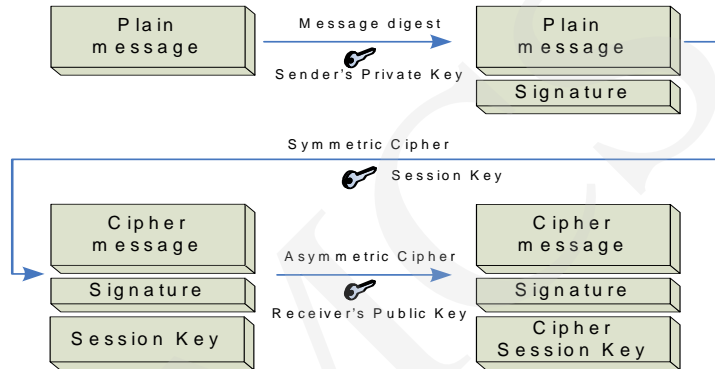 Plain
message
Message digest
Sender's Private Key
Plain
message
Signature
Symmetric Cipher
Session Key
Cipher
message
Signature
Session Key
Asymmetric Cipher
Receiver's Public Key
Cipher
message
Signature
Cipher
Session Key